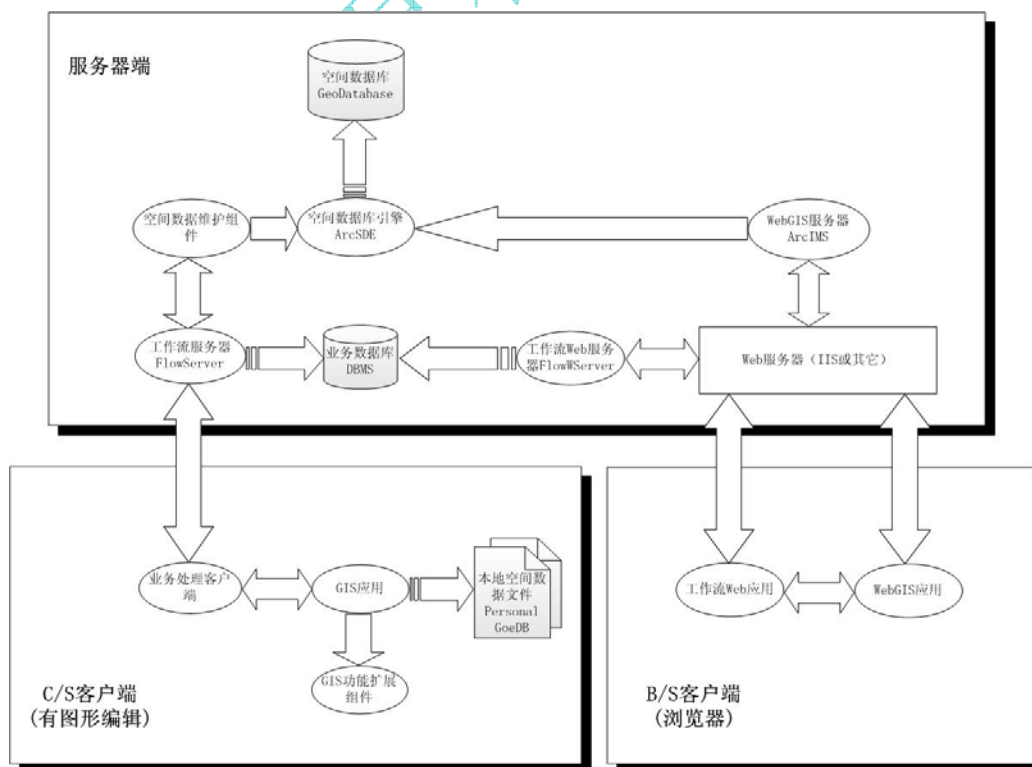 服务器端
空间数据库
GeoDatabase
空间数据维护组
件
空间数据库引擎
ArcSDE
WebGIS服务器
ArcIMS
工作流服务器
FlowServer
业务数据库
DBMS
工作流Web服务
器FlowWServer
Web服务器（IIS或其它）
业务处理客户
端
GIS应用
本地空间数
据文件
Personal
GoeDB
GIS功能扩展
组件
C/S客户端
(有图形编辑)
工作流Web应用
WebGIS应用
B/S客户端
(浏览器)